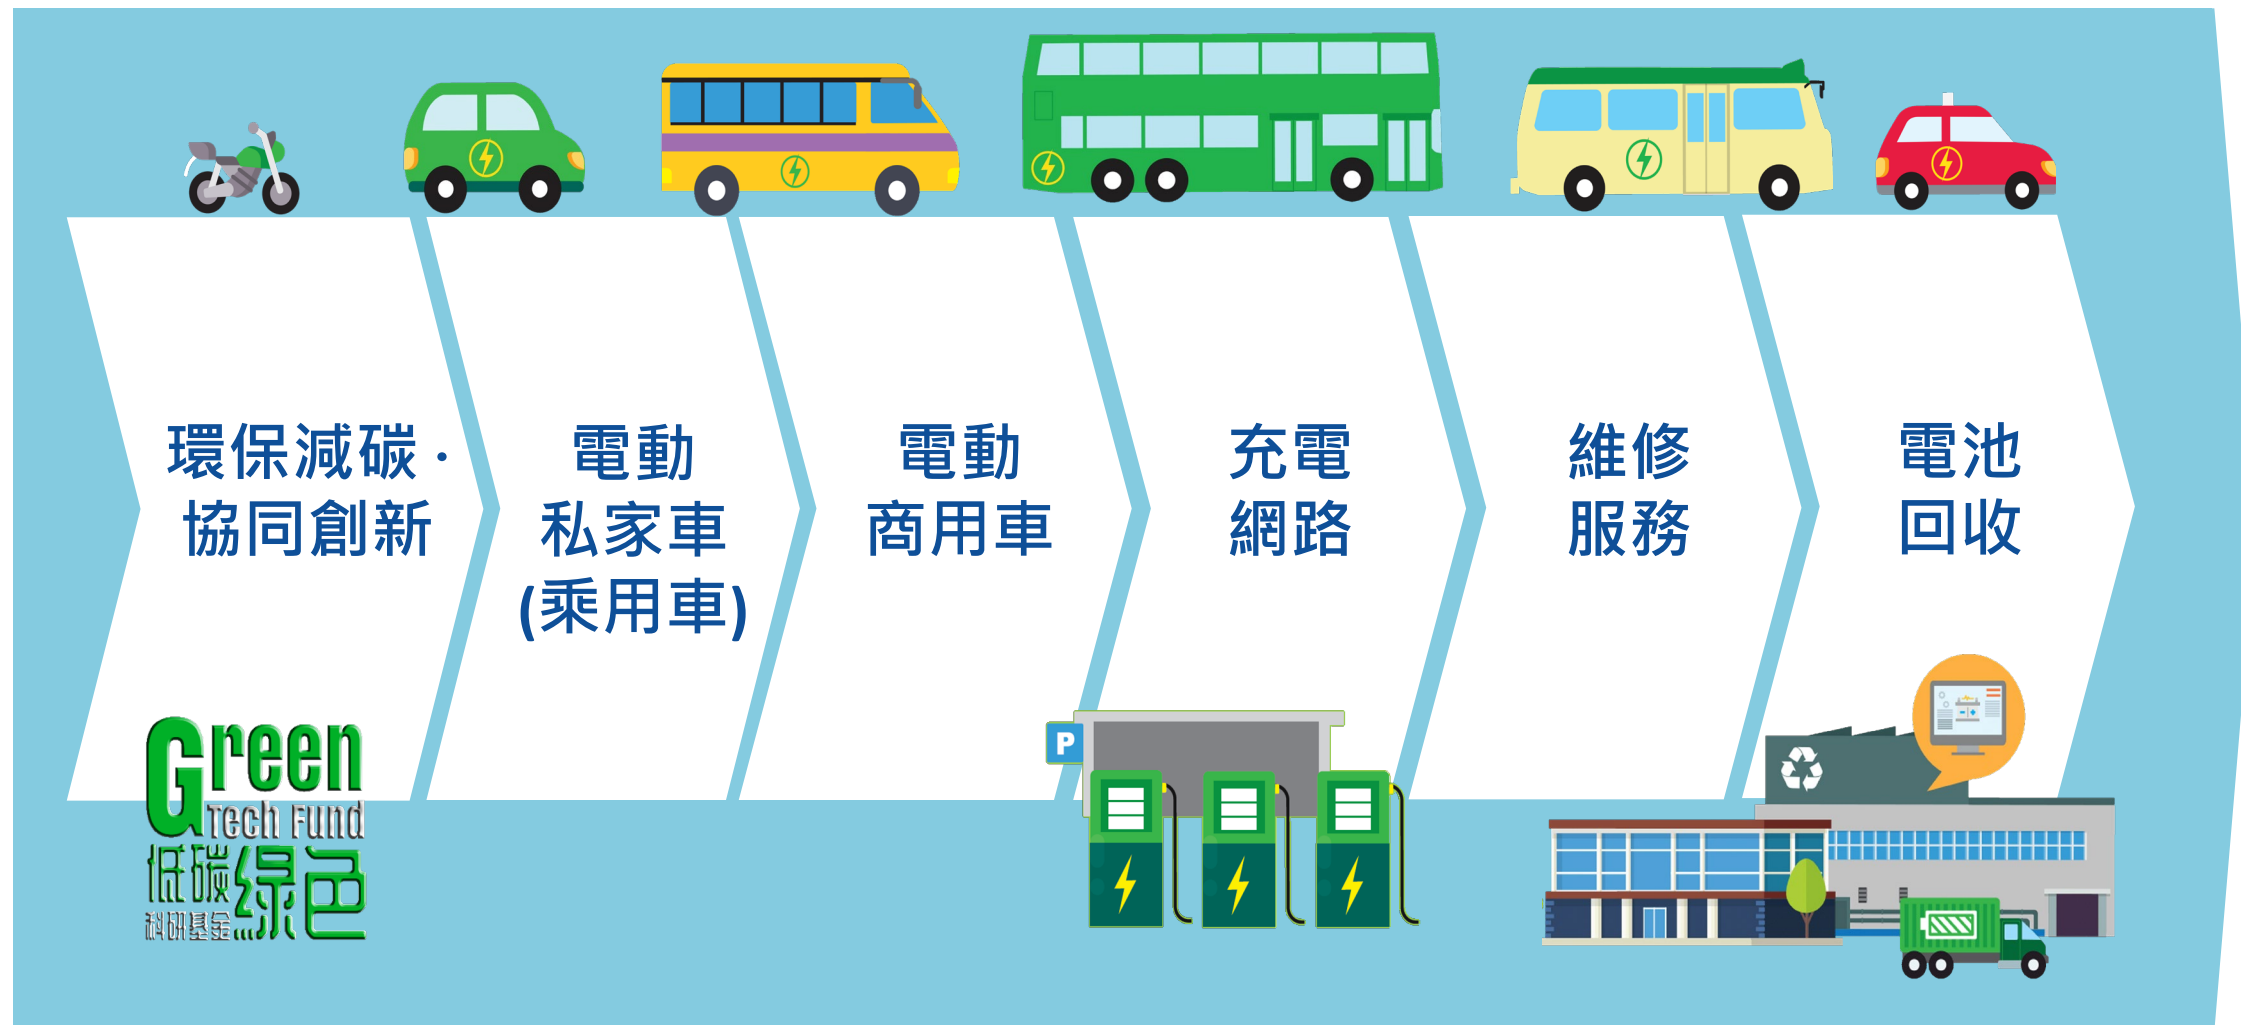 環保減碳·
協同創新
電動
私家車
(乘用車)
電動
商用車
充電
網路
維修
服務
電池
回收
Green
Tech Fund
低碳綠色
科研基金
P